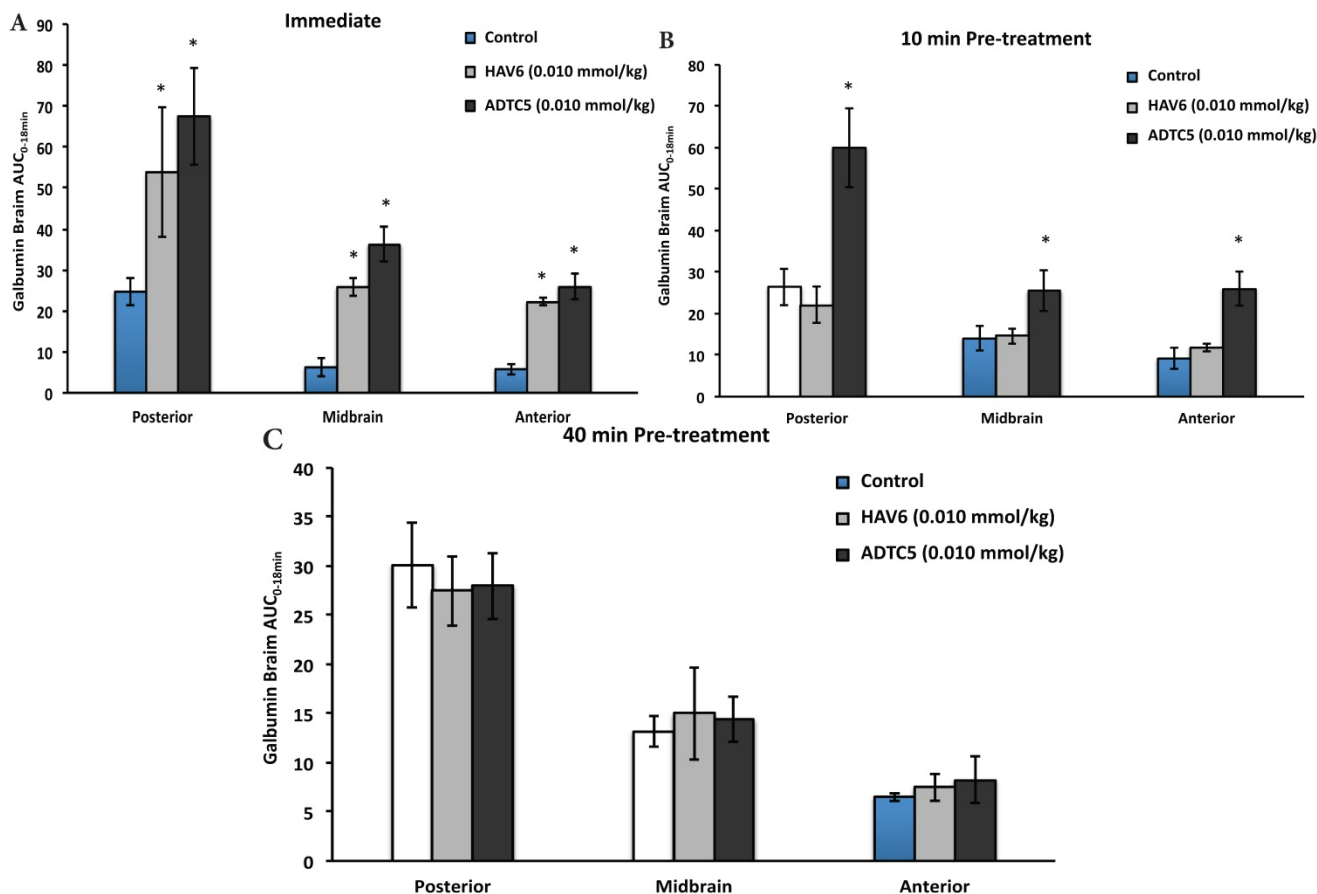 A
Immediate
Control
HAV6 (0.010 mmol/kg)
ADTC5 (0.010 mmol/kg)
Galbumin Braim AUC0-18min
90
80
70
60
50
40
30
20
10
0
Posterior
Midbrain
Anterior
B
10 min Pre-treatment
Control
HAV6 (0.010 mmol/kg)
ADTC5 (0.010 mmol/kg)
Galbumin Braim AUC0-18min
80
70
60
50
40
30
20
10
0
Posterior
Midbrain
Anterior
C
40 min Pre-treatment
Control
HAV6 (0.010 mmol/kg)
ADTC5 (0.010 mmol/kg)
Galbumin Braim AUC0-18min
40
35
30
25
20
15
10
5
0
Posterior
Midbrain
Anterior